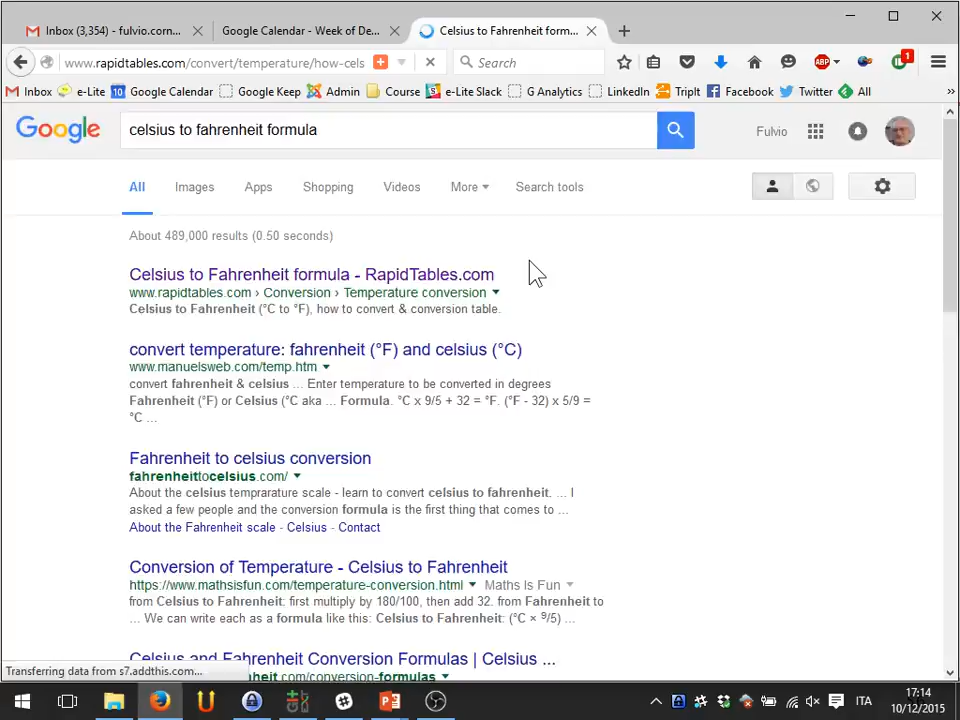 Inbox (3,354) - fulvio.corn...
Google Calendar - Week of De...
Celsius to Fahrenheit form...
www.rapidtables.com/convert/temperature/how-cels
Search
ABP
1
Inbox
e-Lite
10 Google Calendar
Google Keep
Admin
Course
e-Lite Slack
G Analytics
LinkedIn
TripIt
Facebook
Twitter
All
Google
celsius to fahrenheit formula
Fulvio
All
Images
Apps
Shopping
Videos
More
Search tools
About 489,000 results (0.50 seconds)
Celsius to Fahrenheit formula - RapidTables.com
www.rapidtables.com › Conversion › Temperature conversion
Celsius to Fahrenheit (°C to °F), how to convert & conversion table.
convert temperature: fahrenheit (°F) and celsius (°C)
www.manuelsweb.com/temp.htm
convert fahrenheit & celsius ... Enter temperature to be converted in degrees
Fahrenheit (°F) or Celsius (°C aka ... Formula. °C x 9/5 + 32 = °F. (°F - 32) x 5/9 =
°C ...
Fahrenheit to celsius conversion
fahrenheittocelsius.com/
About the celsius temprarature scale - learn to convert celsius to fahrenheit. ... I
asked a few people and the conversion formula is the first thing that comes to ...
About the Fahrenheit scale - Celsius - Contact
Conversion of Temperature - Celsius to Fahrenheit
https://www.mathsisfun.com/temperature-conversion.html Maths Is Fun
from Celsius to Fahrenheit: first multiply by 180/100, then add 32. from Fahrenheit to
... We can write each as a formula like this: Celsius to Fahrenheit: (°C × 9/5) ...
Celsius and Fahrenheit Conversion Formulas | Celsius ...
Transferring data from s7.addthis.com...
heit.com/conversion-formulas
ITA
17:14
10/12/2015